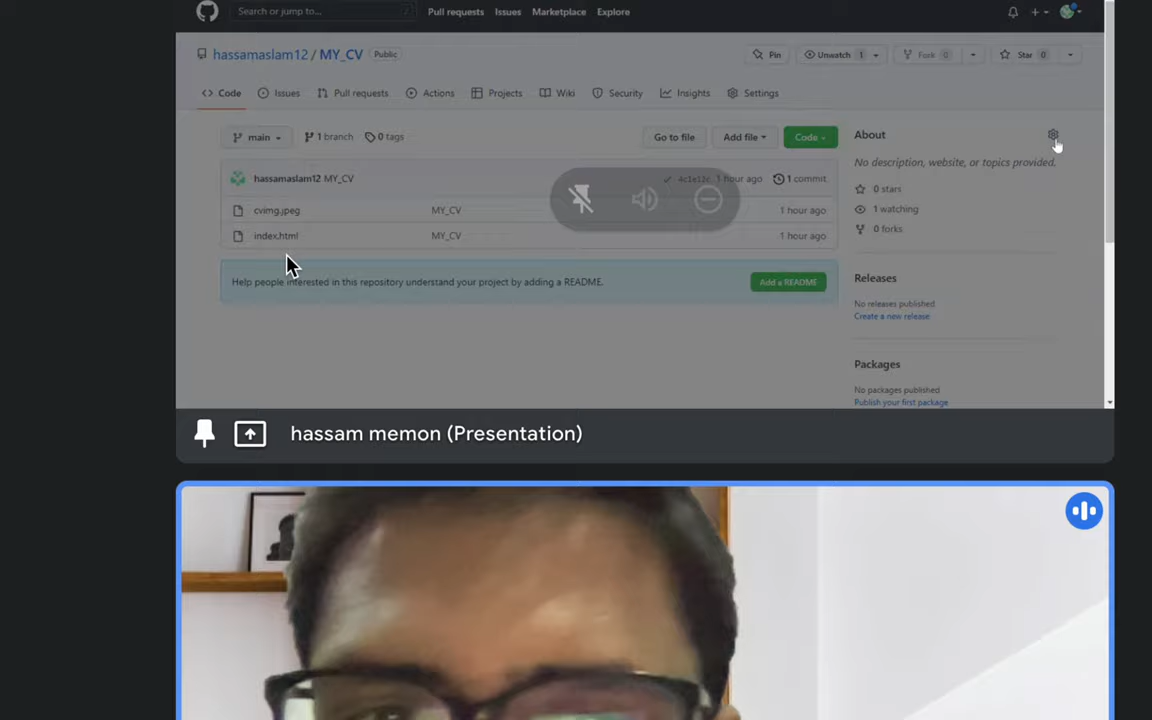 Search or jump to... / Pull requests Issues Marketplace Explore
hassamaslam12 / MY_CV Public Pin Unwatch 1 Fork 0 Star 0
Code Issues Pull requests Actions Projects Wiki Security Insights Settings
main 1 branch 0 tags Go to file Add file Code About
No description, website, or topics provided.
hassamaslam12 MY_CV 4c1e12c 1 hour ago 1 commit
0 stars
cvimg.jpeg MY_CV 1 hour ago 1 watching
index.html MY_CV 1 hour ago 0 forks
Help people interested in this repository understand your project by adding a README. Add a README
Releases
No releases published
Create a new release
Packages
No packages published
Publish your first package
hassam memon (Presentation)